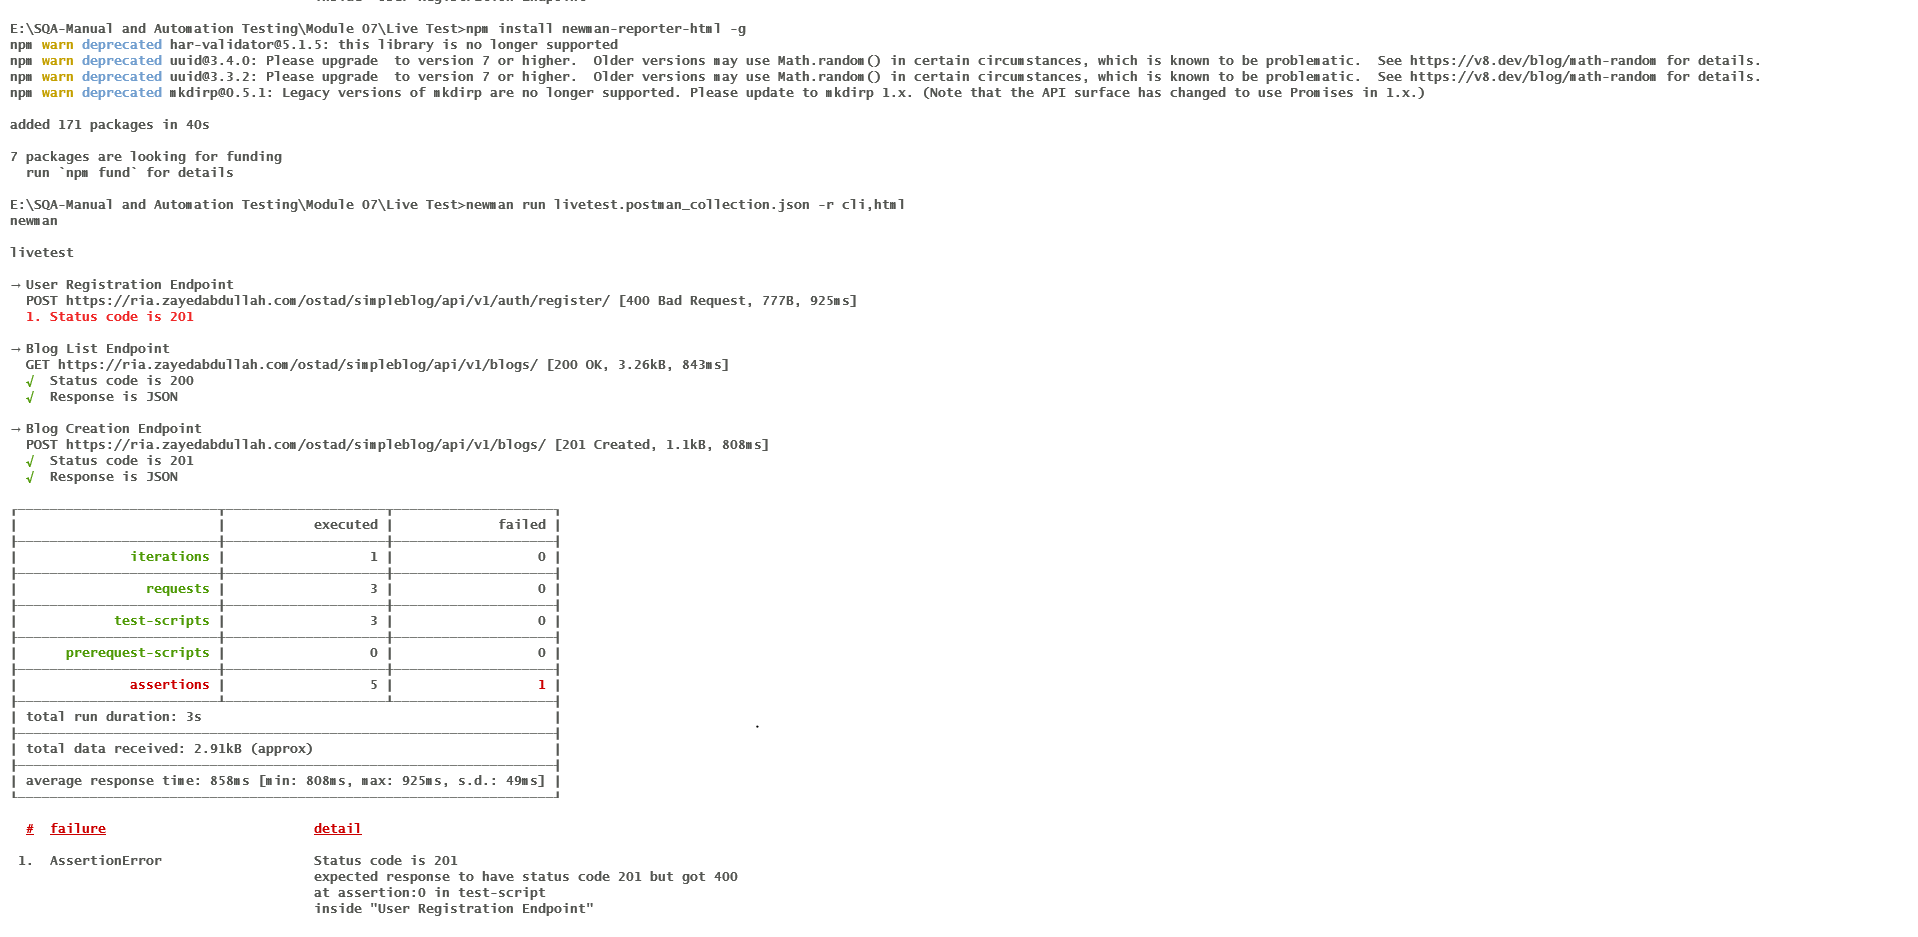 E:\SQA-Manual and Automation Testing\Module 07\Live Test>npm install newman-reporter-html -g
npm warn deprecated har-validator@5.1.5: this library is no longer supported
npm warn deprecated uuid@3.4.0: Please upgrade  to version 7 or higher.  Older versions may use Math.random() in certain circumstances, which is known to be problematic.  See https://v8.dev/blog/math-random for details.
npm warn deprecated uuid@3.3.2: Please upgrade  to version 7 or higher.  Older versions may use Math.random() in certain circumstances, which is known to be problematic.  See https://v8.dev/blog/math-random for details.
npm warn deprecated mkdirp@0.5.1: Legacy versions of mkdirp are no longer supported. Please update to mkdirp 1.x. (Note that the API surface has changed to use Promises in 1.x.)
added 171 packages in 40s
7 packages are looking for funding
run `npm fund` for details
E:\SQA-Manual and Automation Testing\Module 07\Live Test>newman run livetest.postman_collection.json -r cli,html
newman
livetest
→ User Registration Endpoint
POST https://ria.zayedabdullah.com/ostad/simpleblog/api/v1/auth/register/ [400 Bad Request, 777B, 925ms]
1. Status code is 201
→ Blog List Endpoint
GET https://ria.zayedabdullah.com/ostad/simpleblog/api/v1/blogs/ [200 OK, 3.26kB, 843ms]
√  Status code is 200
√  Response is JSON
→ Blog Creation Endpoint
POST https://ria.zayedabdullah.com/ostad/simpleblog/api/v1/blogs/ [201 Created, 1.1kB, 808ms]
√  Status code is 201
√  Response is JSON
executed failed
iterations 1 0
requests 3 0
test-scripts 3 0
prerequest-scripts 0 0
assertions 5 1
total run duration: 3s
total data received: 2.91kB (approx)
average response time: 858ms [min: 808ms, max: 925ms, s.d.: 49ms]
# failure detail
1. AssertionError Status code is 201
expected response to have status code 201 but got 400
at assertion:0 in test-script
inside "User Registration Endpoint"